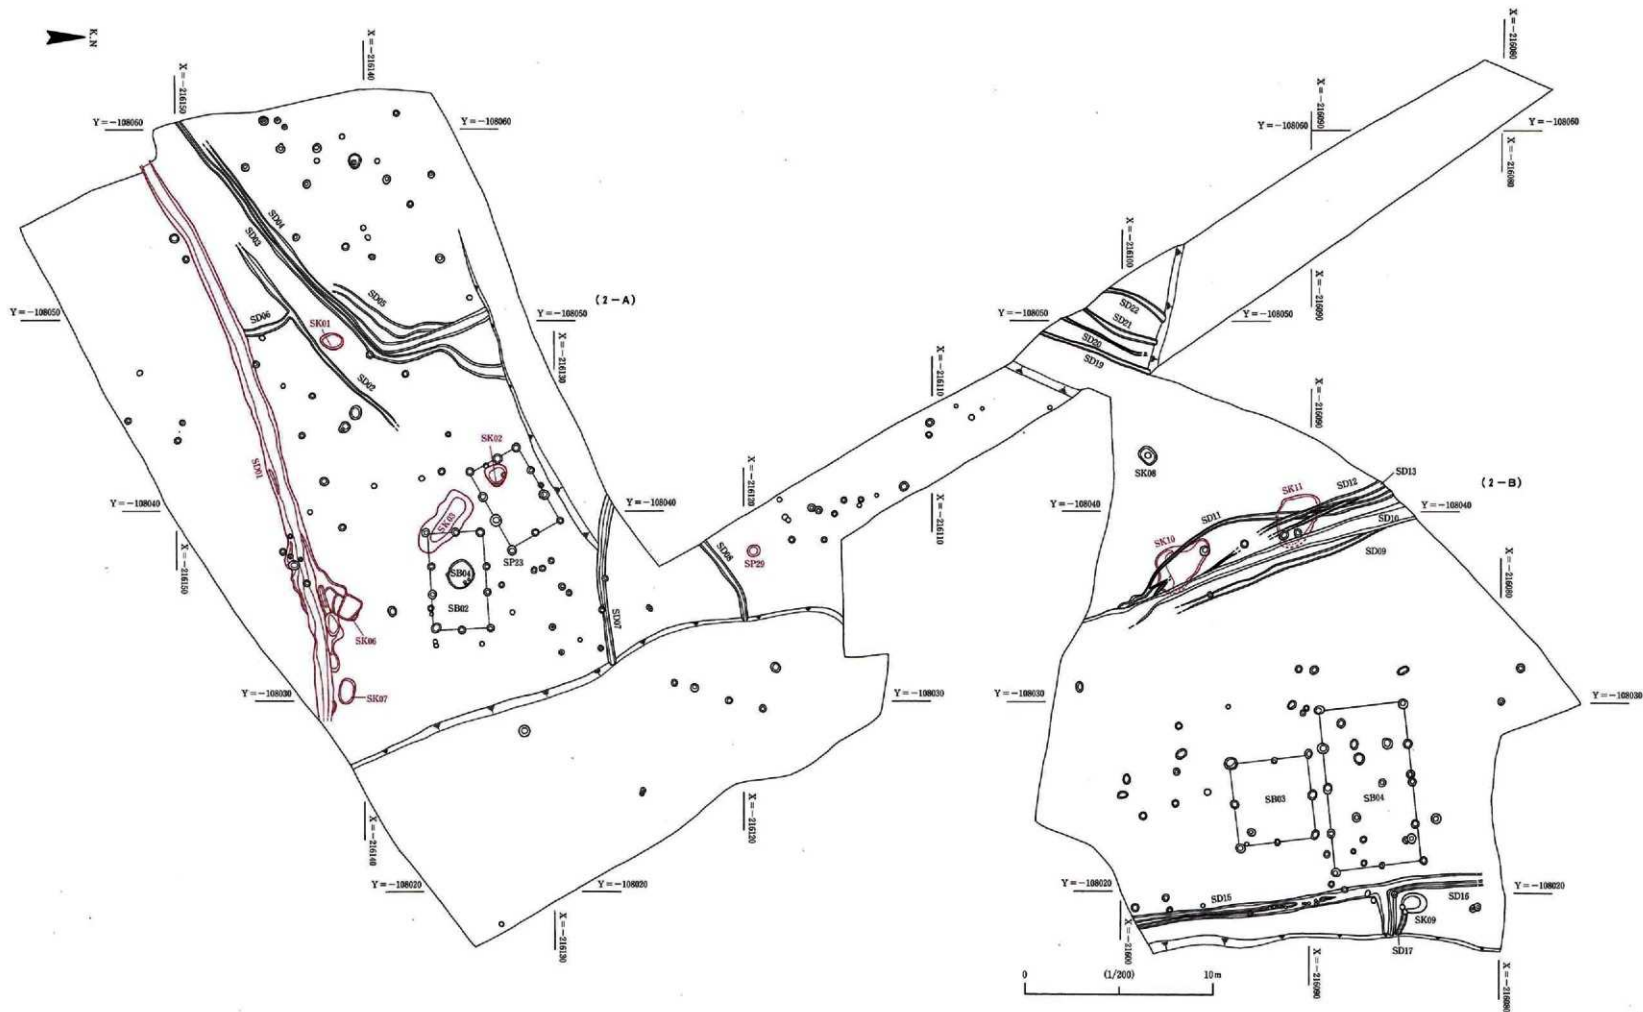 K.N
X=-216150
X=-216140
Y=-108060
Y=-108060
SD04
SD03
SD05
SD06
SK01
SD02
(2-A)
Y=-108050
Y=-108050
X=-216130
SD01
SK02
SK03
SP23
SB04
SB02
SK06
SK07
SD07
SD08
SP29
Y=-108040
X=-216120
X=-216150
Y=-108030
Y=-108030
X=-216140
X=-216120
Y=-108020
Y=-108020
X=-216130
X=-216080
X=-216090
Y=-108060
Y=-108060
X=-216080
X=-216100
X=-216090
SD22
SD21
SD20
SD19
Y=-108050
Y=-108050
X=-216110
X=-216090
X=-216110
SK08
SD13
SD12
SK11
SD11
SK10
SD10
SD09
(2-B)
Y=-108040
Y=-108040
X=-216080
Y=-108030
Y=-108030
SB03
SB04
Y=-108020
Y=-108020
SD15
SD16
SK09
SD17
X=-21600
X=-216090
X=-216080
0 (1/200) 10m